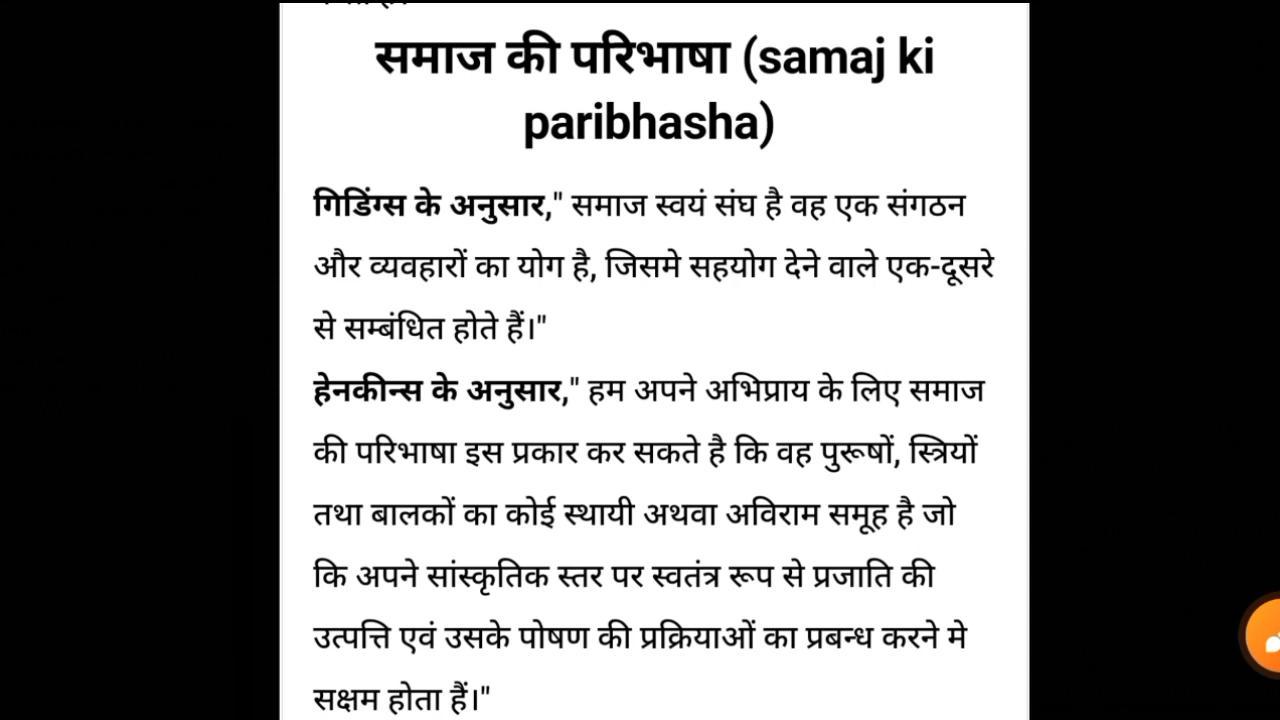 समाज की परिभाषा (samaj ki
paribhasha)
गिडिंग्स के अनुसार," समाज स्वयं संघ है वह एक संगठन
और व्यवहारों का योग है, जिसमे सहयोग देने वाले एक-दूसरे
से सम्बंधित होते हैं।"
हेनकीन्स के अनुसार," हम अपने अभिप्राय के लिए समाज
की परिभाषा इस प्रकार कर सकते है कि वह पुरूषों, स्त्रियों
तथा बालकों का कोई स्थायी अथवा अविराम समूह है जो
कि अपने सांस्कृतिक स्तर पर स्वतंत्र रूप से प्रजाति की
उत्पत्ति एवं उसके पोषण की प्रक्रियाओं का प्रबन्ध करने मे
सक्षम होता हैं।"